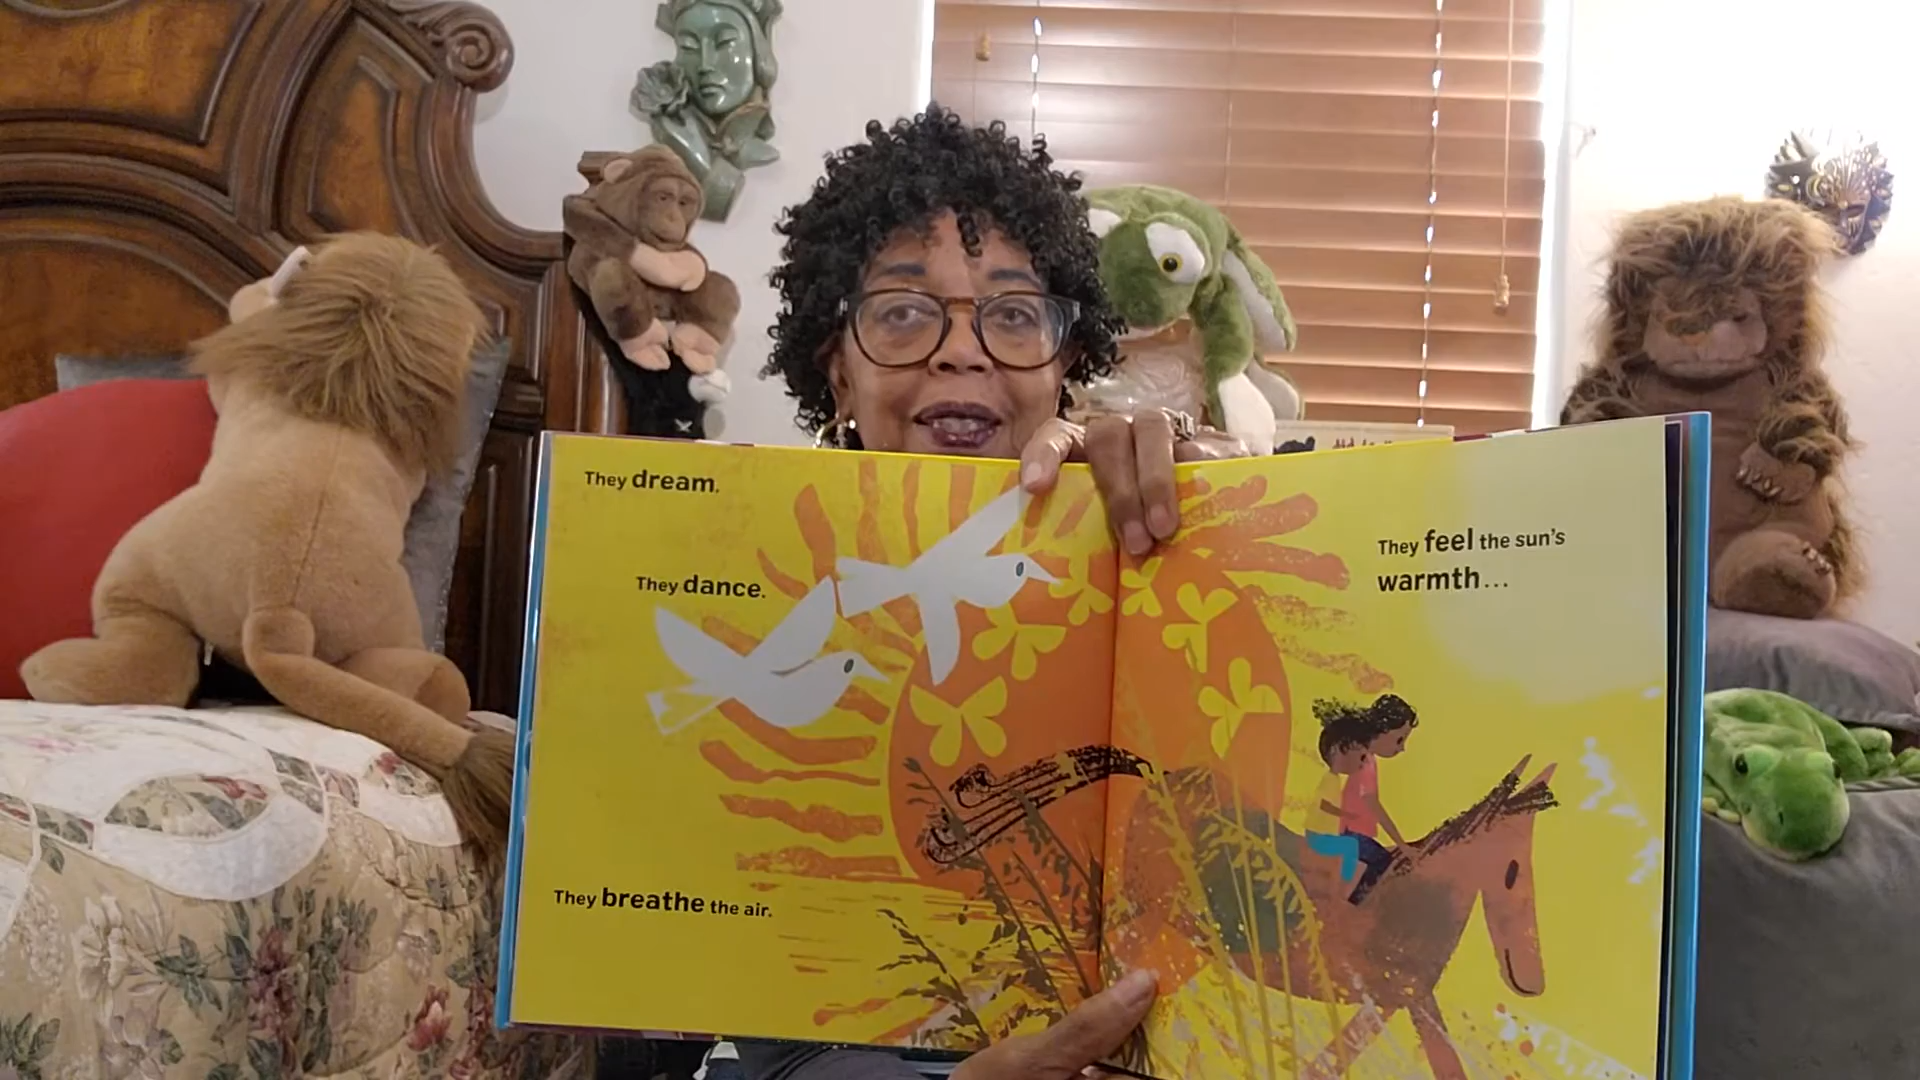 They dream.
They dance.
They breathe the air.
They feel the sun's
warmth...